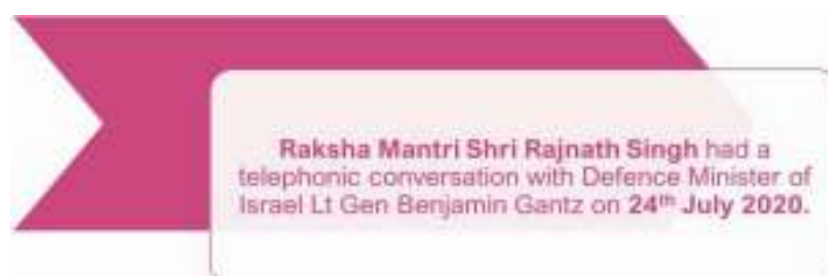 Raksha Mantri Shri Rajnath Singh had a
telephonic conversation with Defence Minister of
Israel Lt Gen Benjamin Gantz on 24th July 2020.